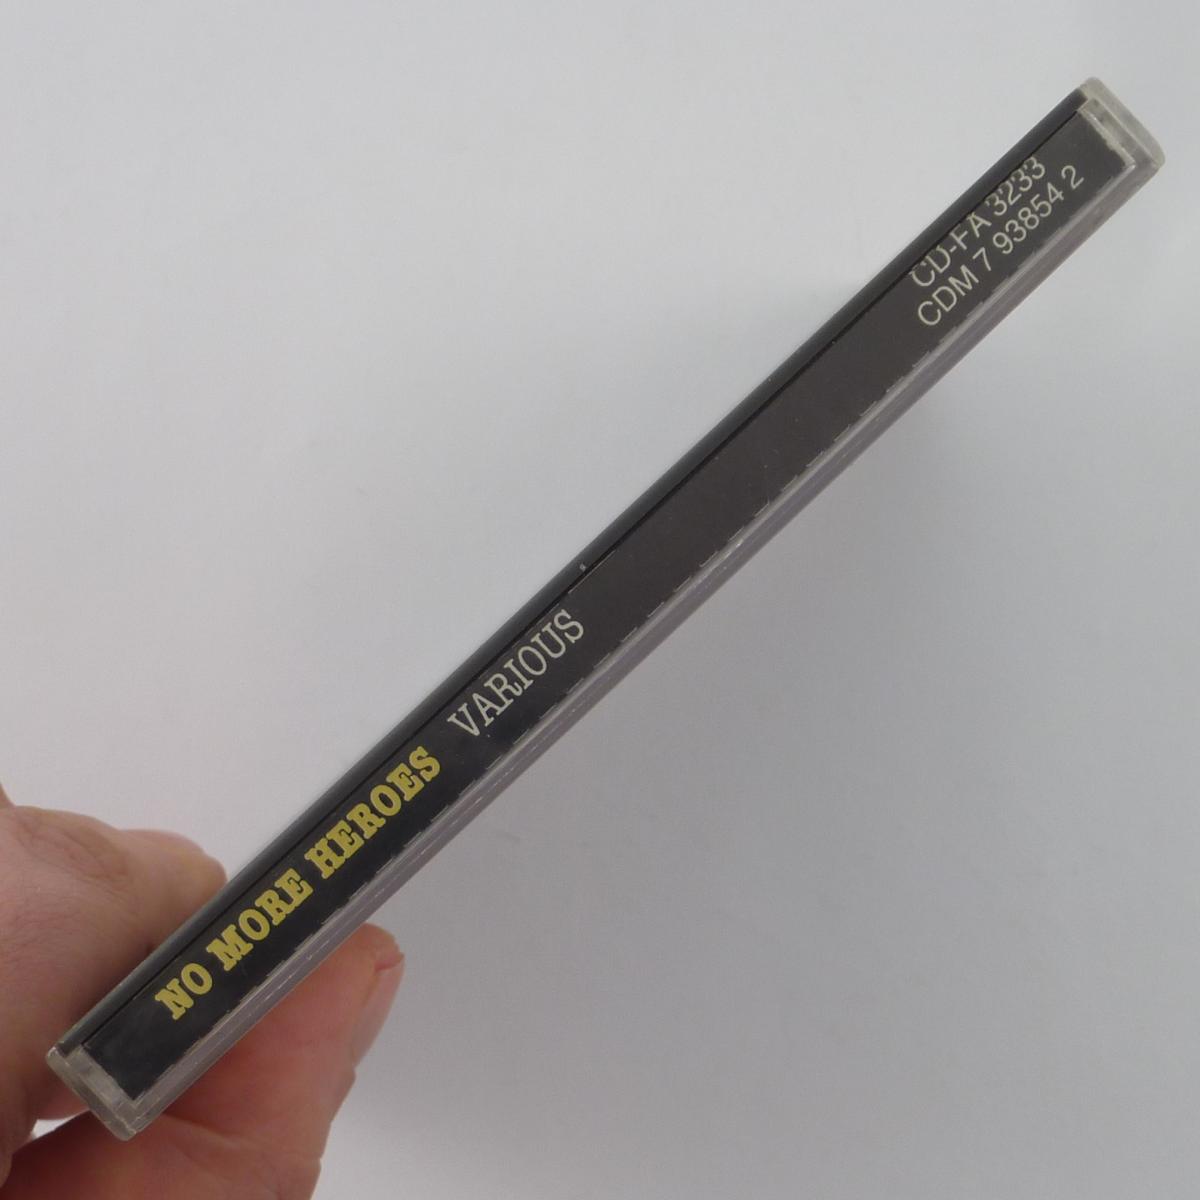 NO MORE HEROES VARIOUS
CD-FA 3233
CDM 7 93854 2